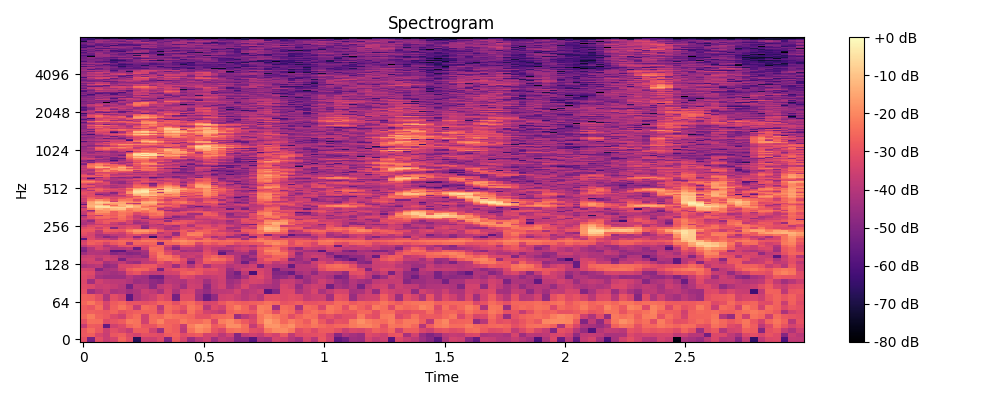 Spectrogram
Hz
4096
2048
1024
512
256
128
64
0
0
0.5
1
1.5
2
2.5
Time
+0 dB
-10 dB
-20 dB
-30 dB
-40 dB
-50 dB
-60 dB
-70 dB
-80 dB